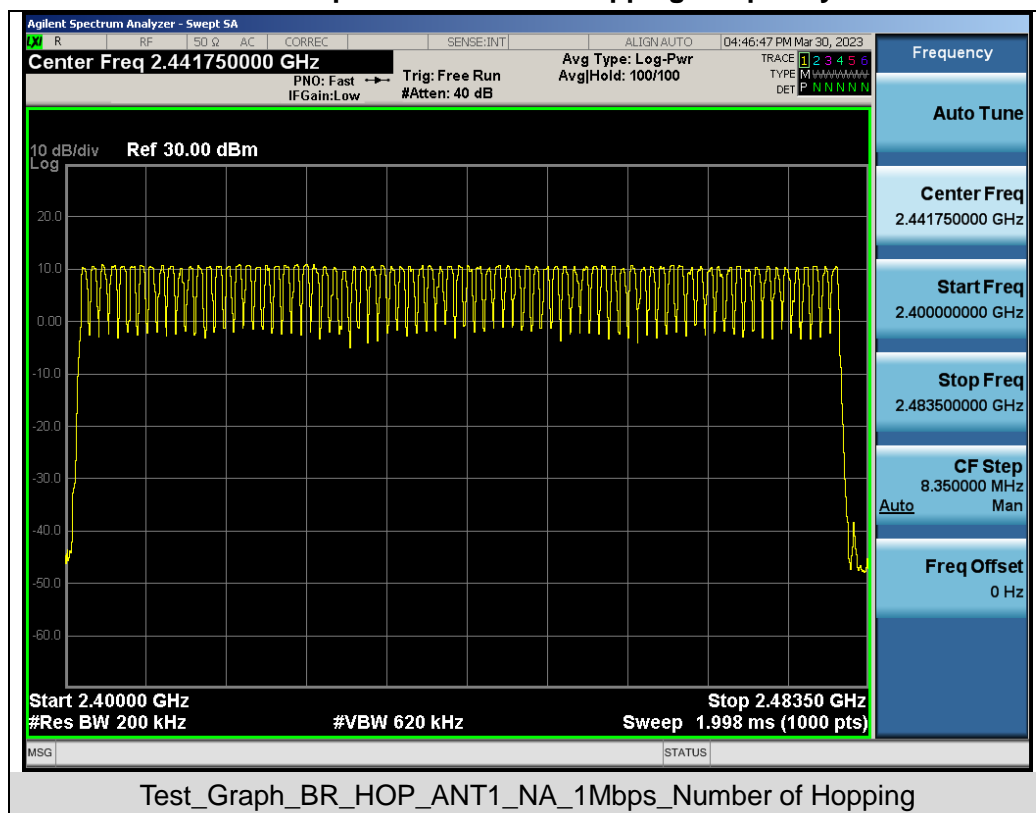 Agilent Spectrum Analyzer - Swept SA
LXI R RF 50 Ω AC CORREC SENSE:INT ALIGN AUTO 04:46:47 PM Mar 30, 2023
Center Freq 2.441750000 GHz
PNO: Fast
IFGain:Low
Trig: Free Run
#Atten: 40 dB
Avg Type: Log-Pwr
Avg|Hold: 100/100
TRACE 1 2 3 4 5 6
TYPE M
DET P N N N N N
10 dB/div Ref 30.00 dBm
Log
20.0
10.0
0.00
-10.0
-20.0
-30.0
-40.0
-50.0
-60.0
Start 2.40000 GHz Stop 2.48350 GHz
#Res BW 200 kHz #VBW 620 kHz Sweep 1.998 ms (1000 pts)
MSG STATUS
Frequency
Auto Tune
Center Freq
2.441750000 GHz
Start Freq
2.400000000 GHz
Stop Freq
2.483500000 GHz
CF Step
8.350000 MHz
Auto Man
Freq Offset
0 Hz
Test_Graph_BR_HOP_ANT1_NA_1Mbps_Number of Hopping